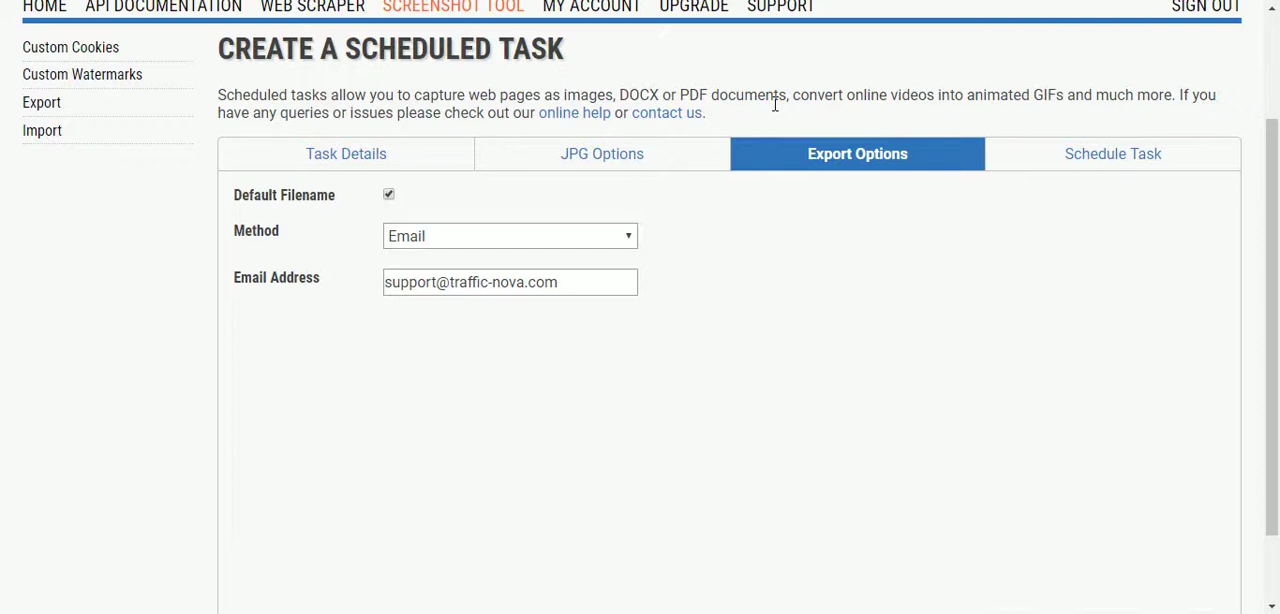 HOME API DOCUMENTATION WEB SCRAPER SCREENSHOT TOOL MY ACCOUNT UPGRADE SUPPORT SIGN OUT
Custom Cookies
Custom Watermarks
Export
Import
CREATE A SCHEDULED TASK
Scheduled tasks allow you to capture web pages as images, DOCX or PDF documents, convert online videos into animated GIFs and much more. If you
have any queries or issues please check out our online help or contact us.
Task Details JPG Options Export Options Schedule Task
Default Filename
Method Email
Email Address support@traffic-nova.com